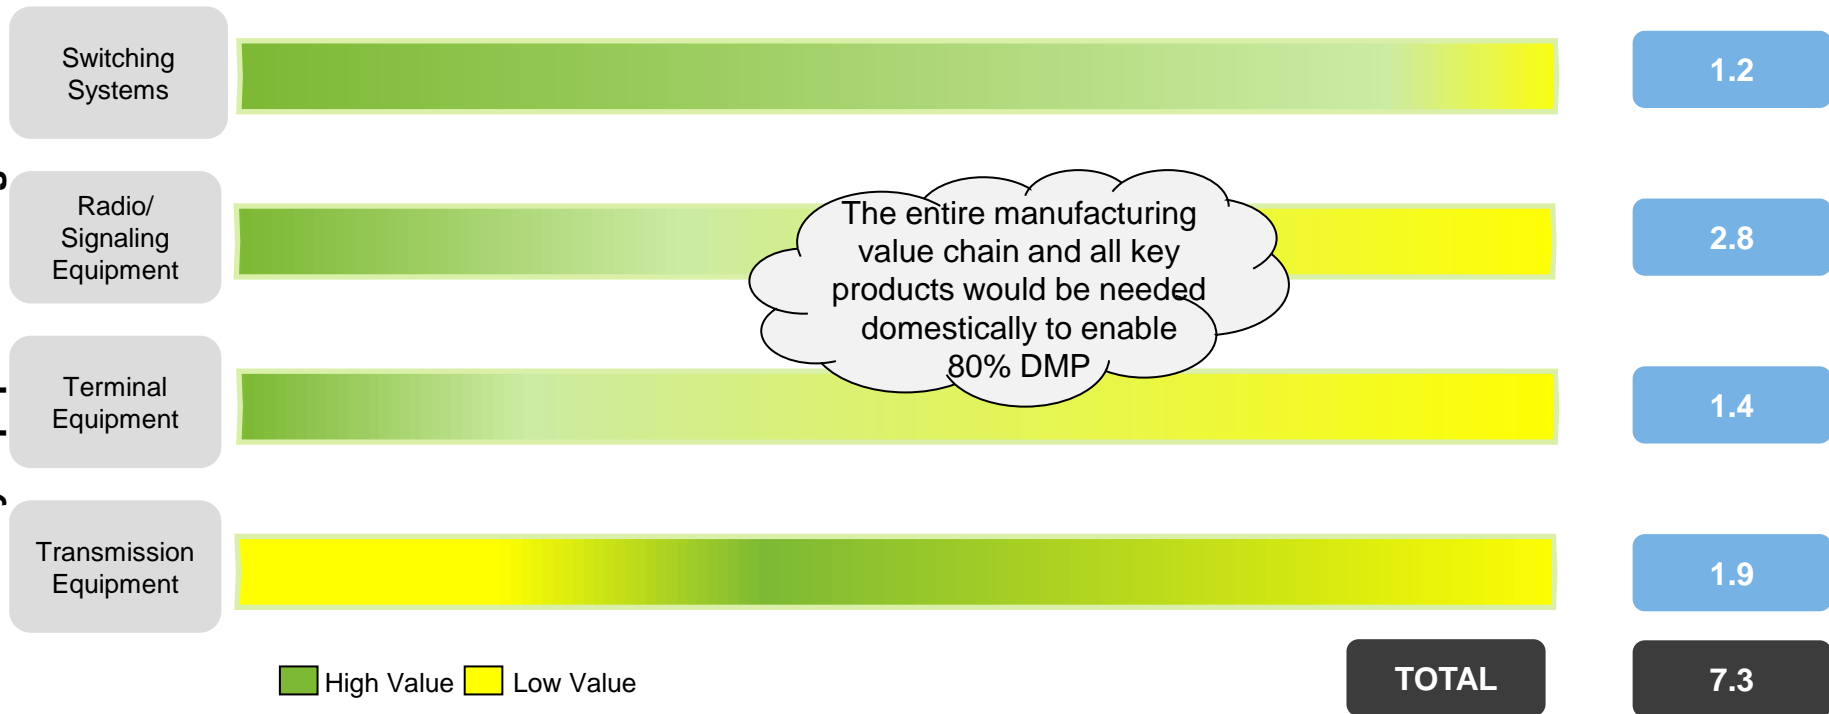 Switching
Systems
1.2
Radio/
Signaling
Equipment
The entire manufacturing
value chain and all key
products would be needed
domestically to enable
80% DMP
2.8
Terminal
Equipment
1.4
Transmission
Equipment
1.9
High Value
Low Value
TOTAL
7.3